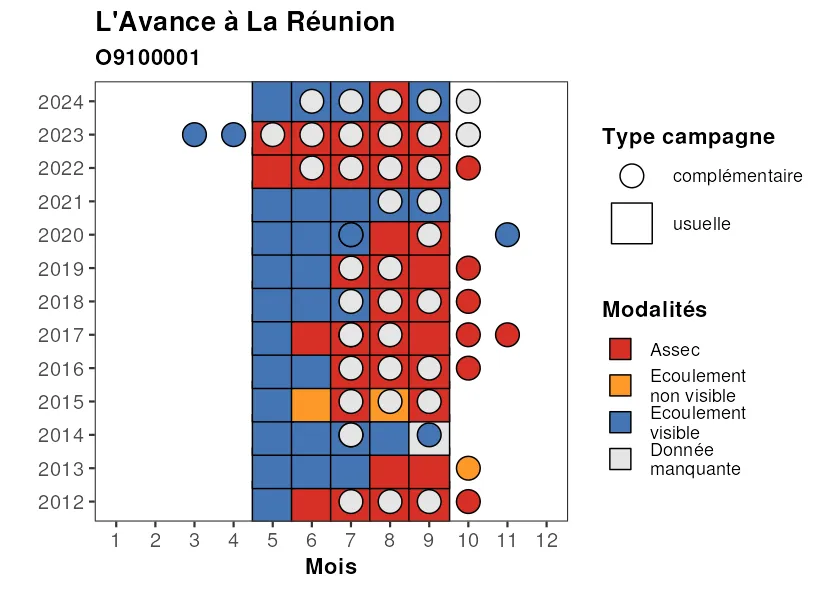 L'Avance à La Réunion
O9100001
2024
2023
2022
2021
2020
2019
2018
2017
2016
2015
2014
2013
2012
1 2 3 4 5 6 7 8 9 10 11 12
Mois
Type campagne
complémentaire
usuelle
Modalités
Assec
Ecoulement
non visible
Ecoulement
visible
Donnée
manquante